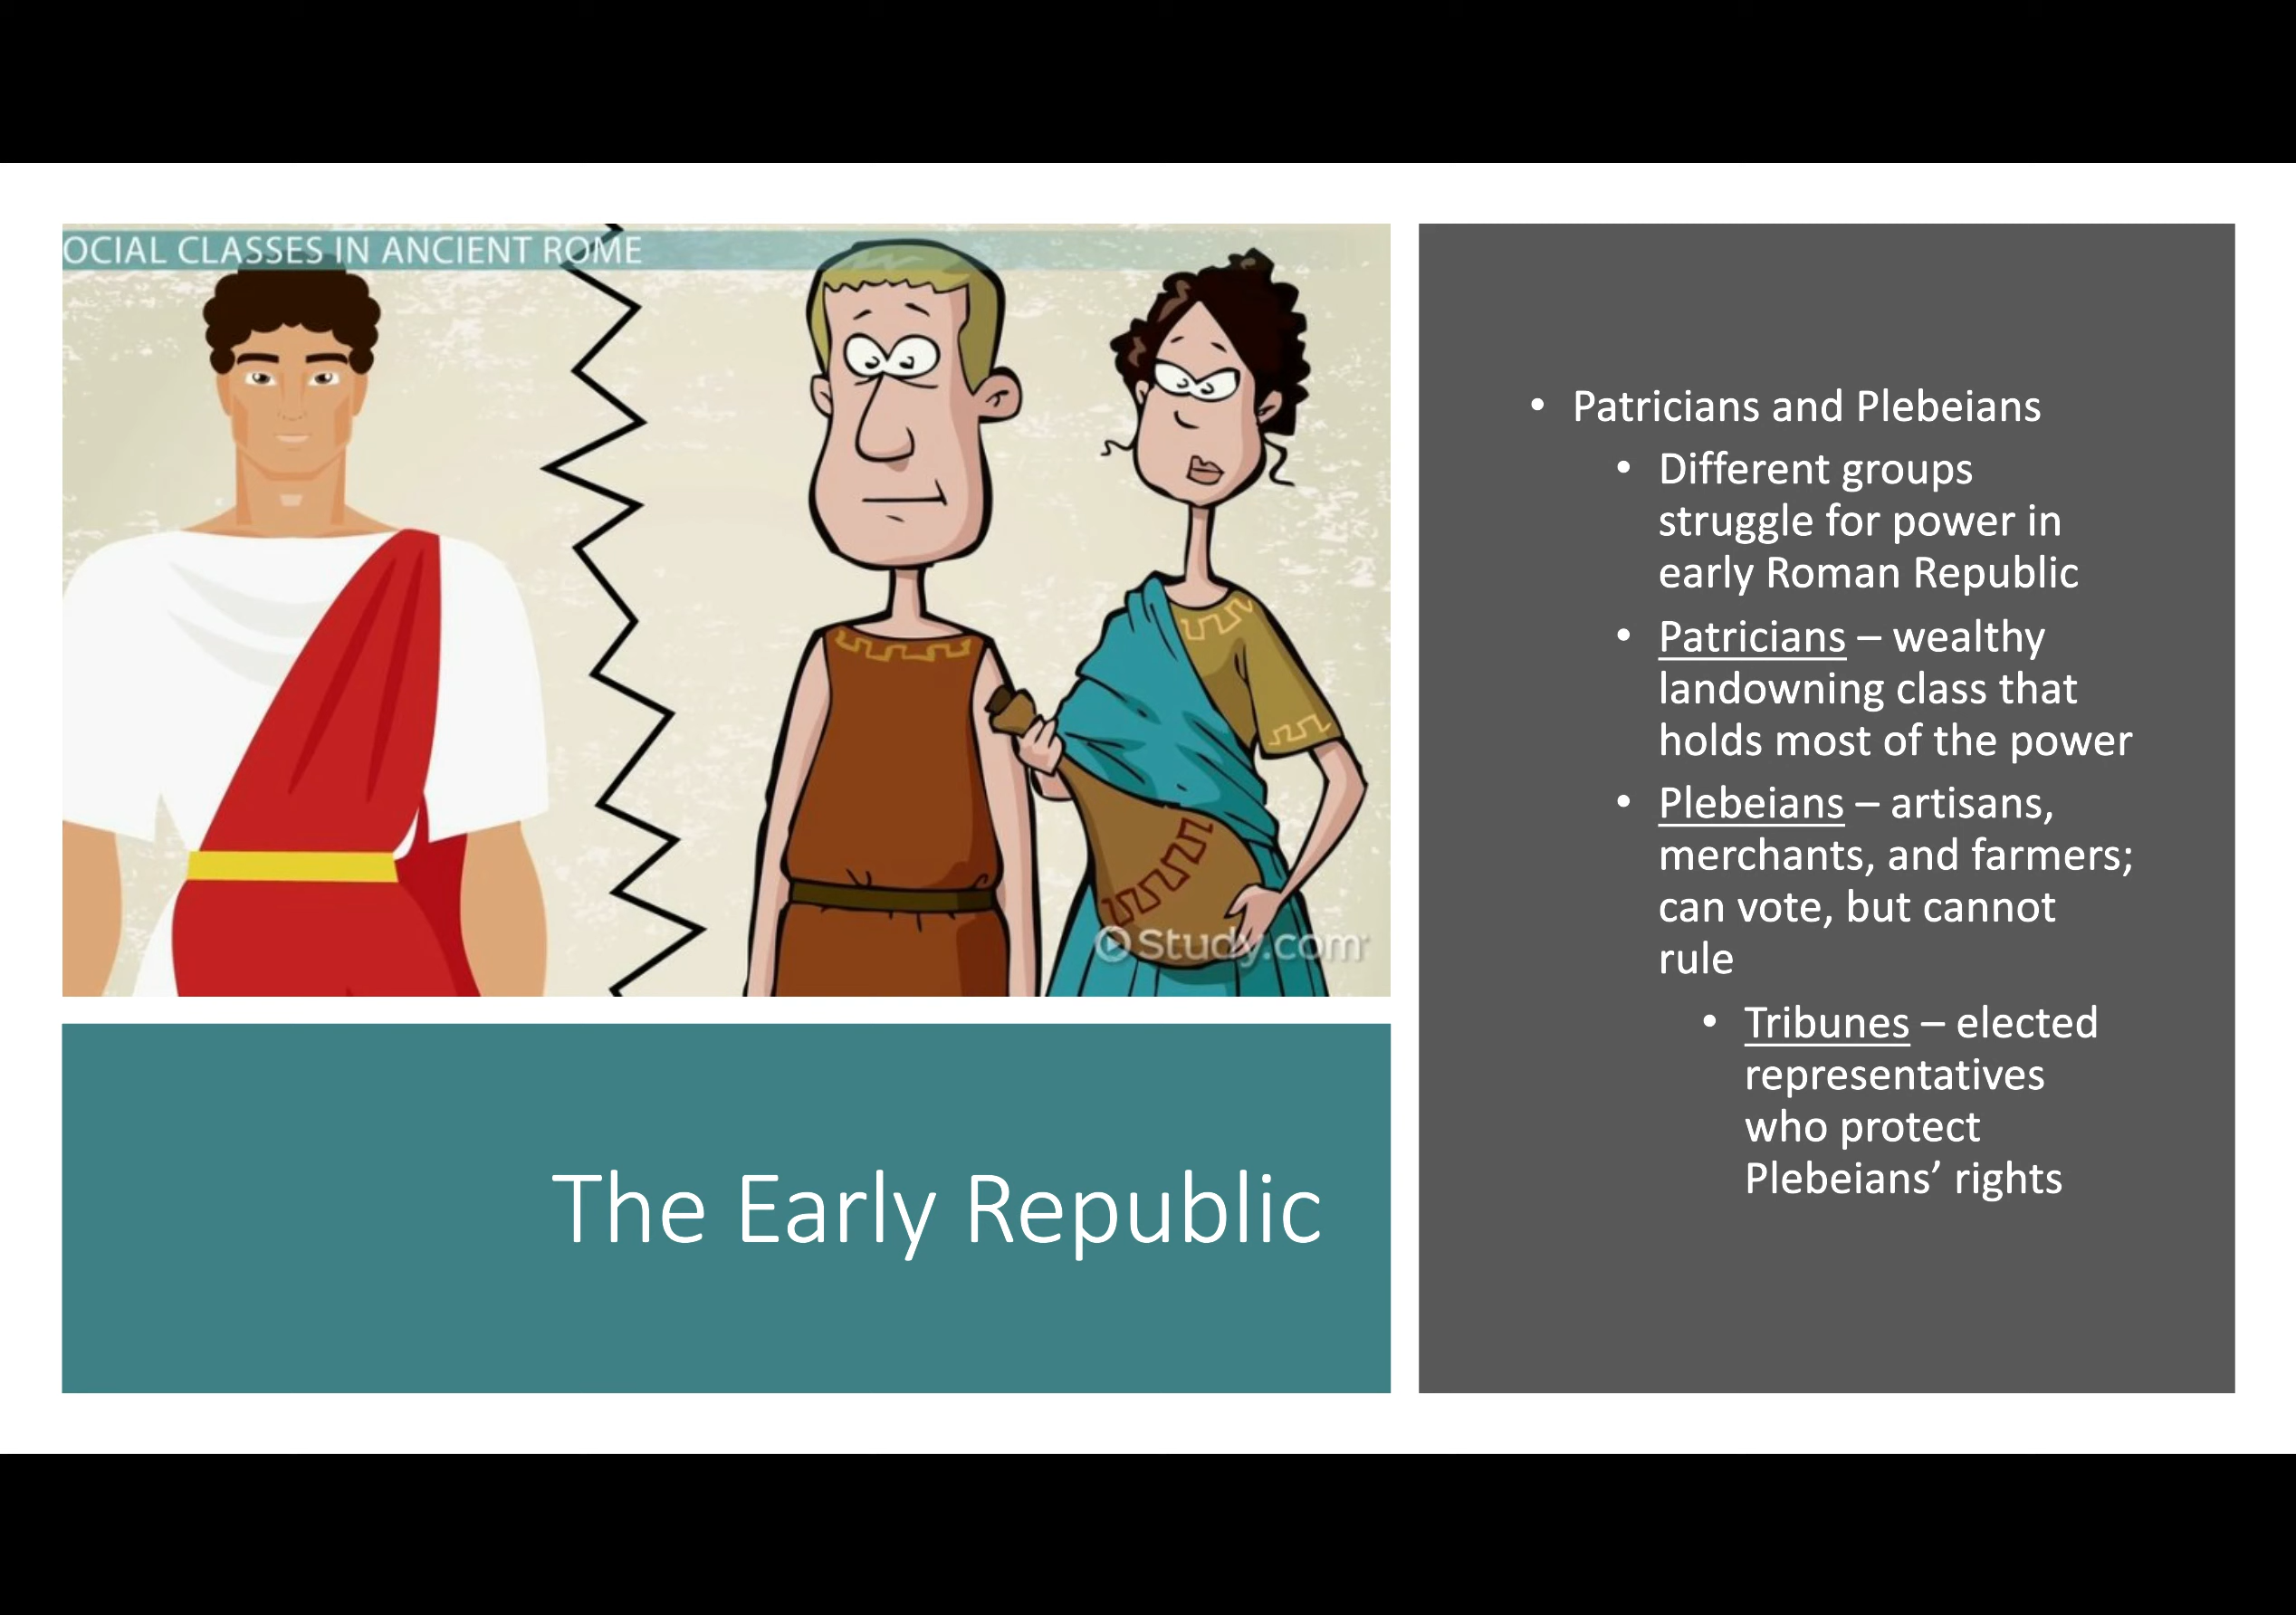 OCIAL CLASSES IN ANCIENT ROME
Study.com
The Early Republic
• Patricians and Plebeians
• Different groups
struggle for power in
early Roman Republic
• Patricians – wealthy
landowning class that
holds most of the power
• Plebeians – artisans,
merchants, and farmers;
can vote, but cannot
rule
• Tribunes – elected
representatives
who protect
Plebeians’ rights